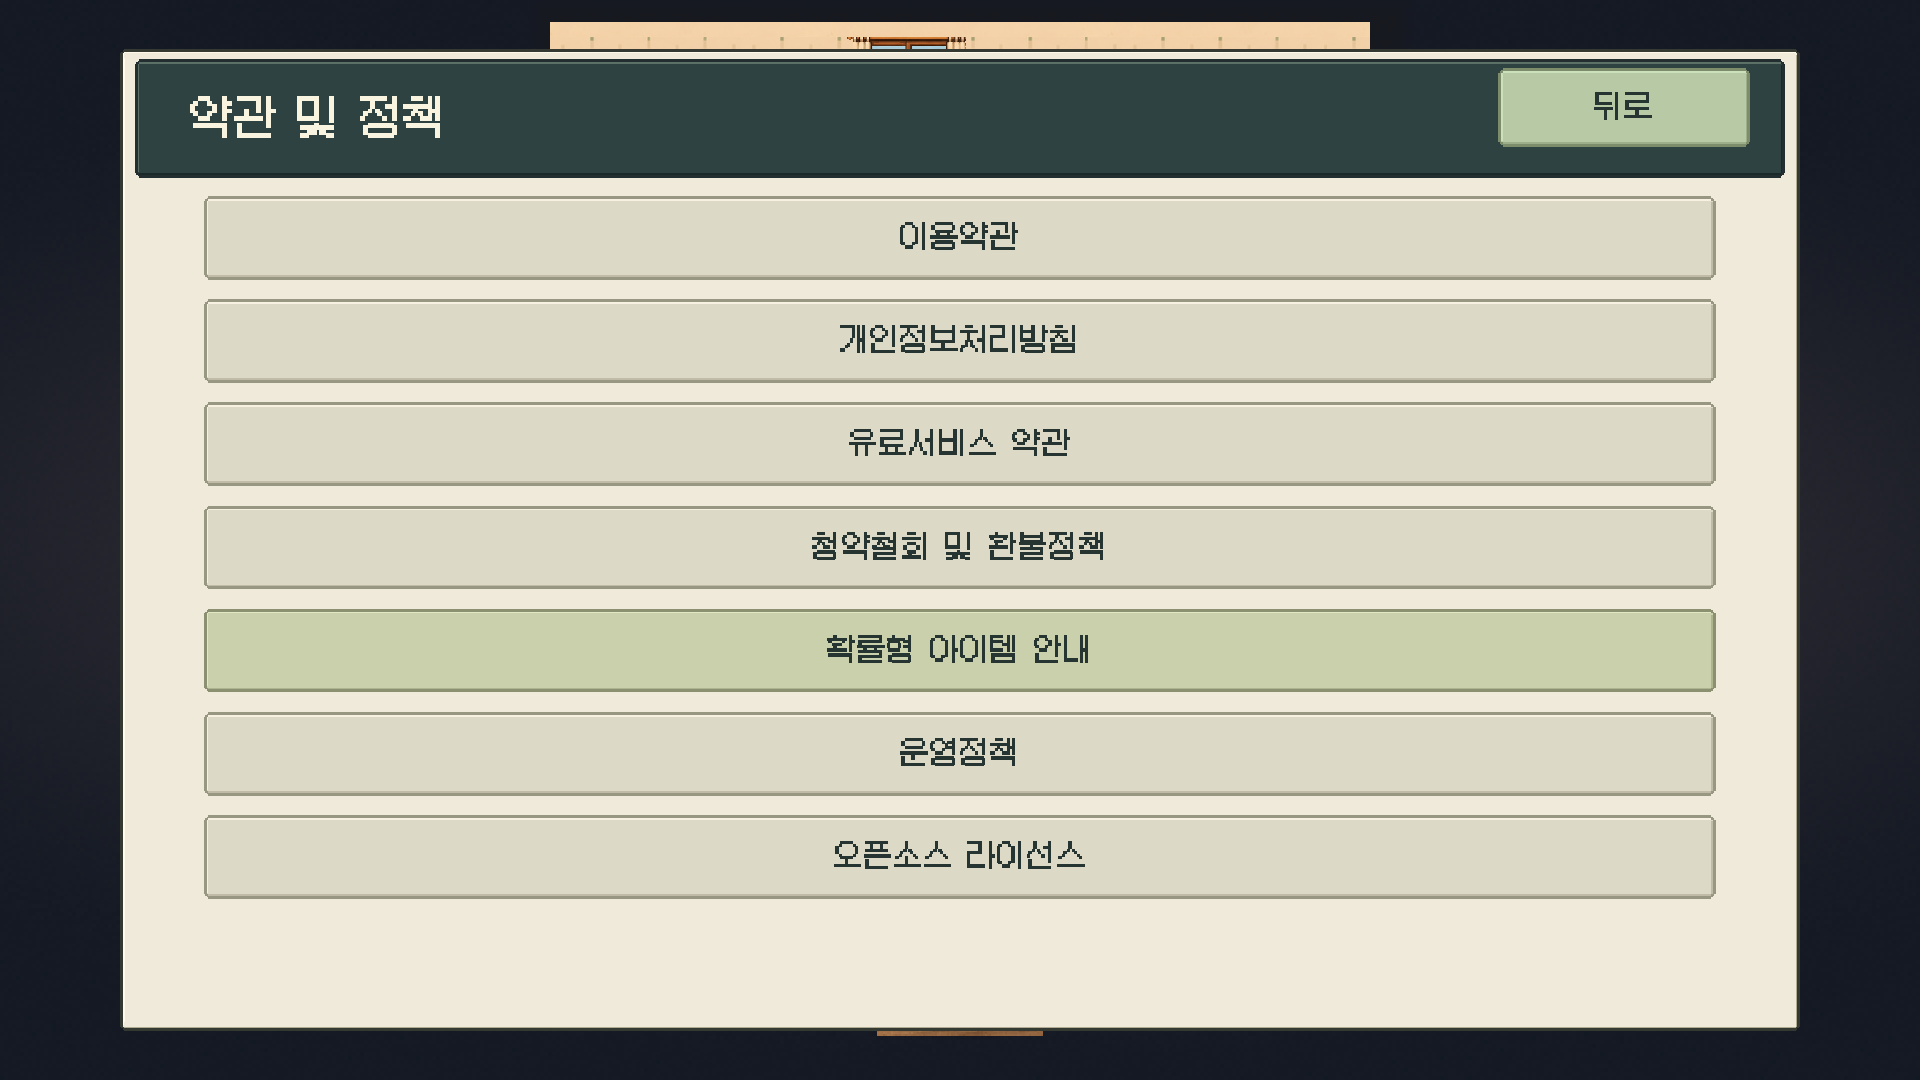 약관 및 정책
뒤로
이용약관
개인정보처리방침
유료서비스 약관
청약철회 및 환불정책
확률형 아이템 안내
운영정책
오픈소스 라이선스